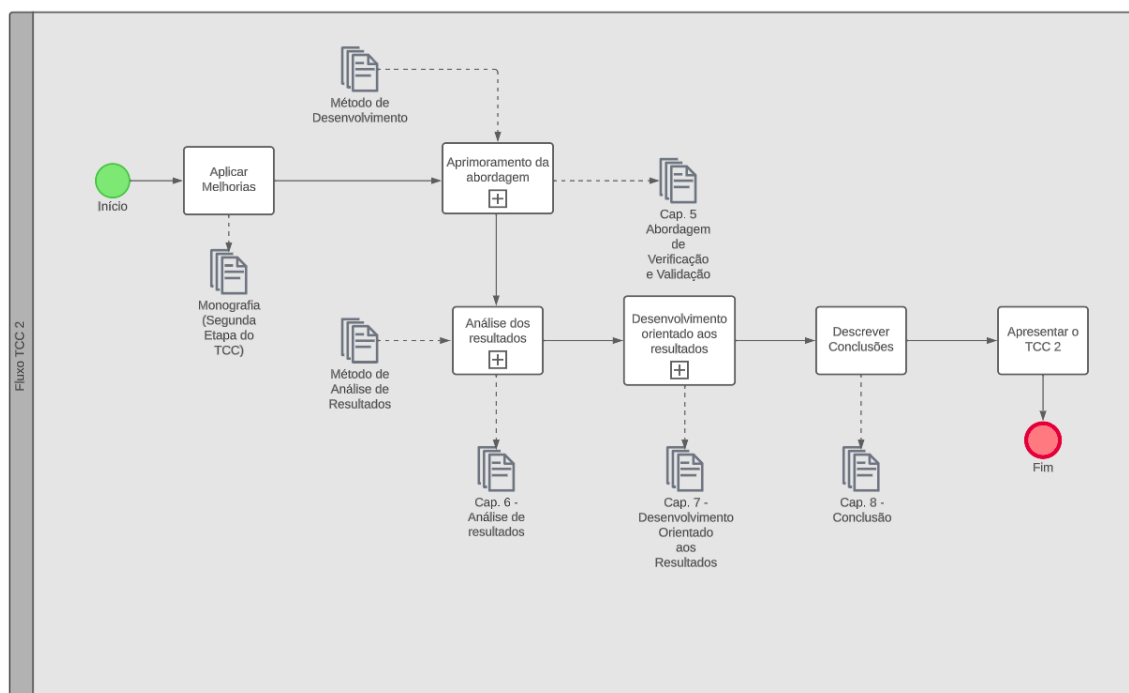 Fluxo TCC 2
Método de
Desenvolvimento
Início
Aplicar
Melhorias
Monografia
(Segunda
Etapa do
TCC)
Aprimoramento da
abordagem
Cap. 5
Abordagem
de
Verificação
e Validação
Método de
Análise de
Resultados
Análise dos
resultados
Desenvolvimento
orientado aos
resultados
Descrever
Conclusões
Apresentar o
TCC 2
Cap. 6 -
Análise de
resultados
Cap. 7 -
Desenvolvimento
Orientado
aos
Resultados
Cap. 8 -
Conclusão
Fim